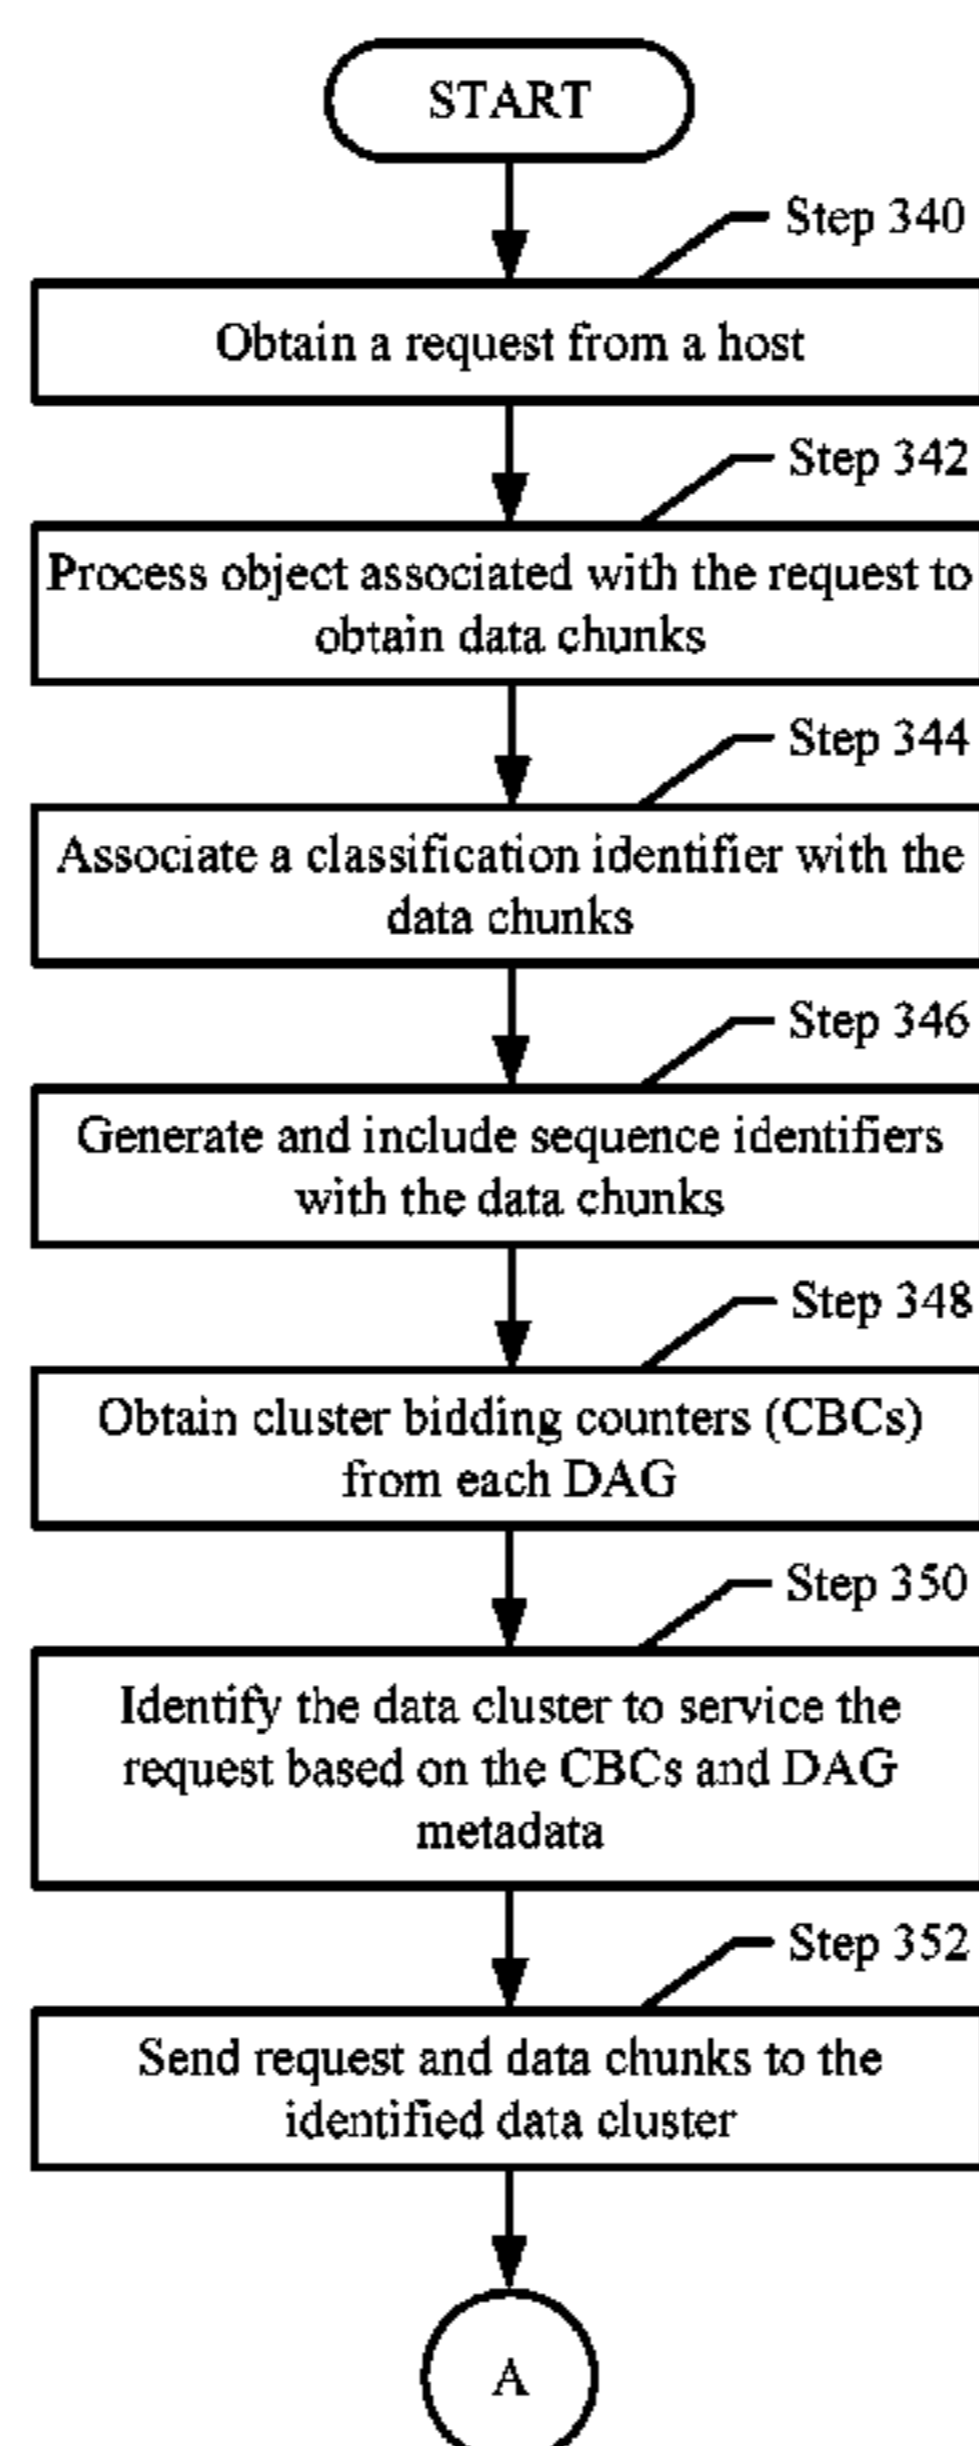 START
Step 340
Obtain a request from a host
Step 342
Process object associated with the request to
obtain data chunks
Step 344
Associate a classification identifier with the
data chunks
Step 346
Generate and include sequence identifiers
with the data chunks
Step 348
Obtain cluster bidding counters (CBCs)
from each DAG
Step 350
Identify the data cluster to service the
request based on the CBCs and DAG
metadata
Step 352
Send request and data chunks to the
identified data cluster
A